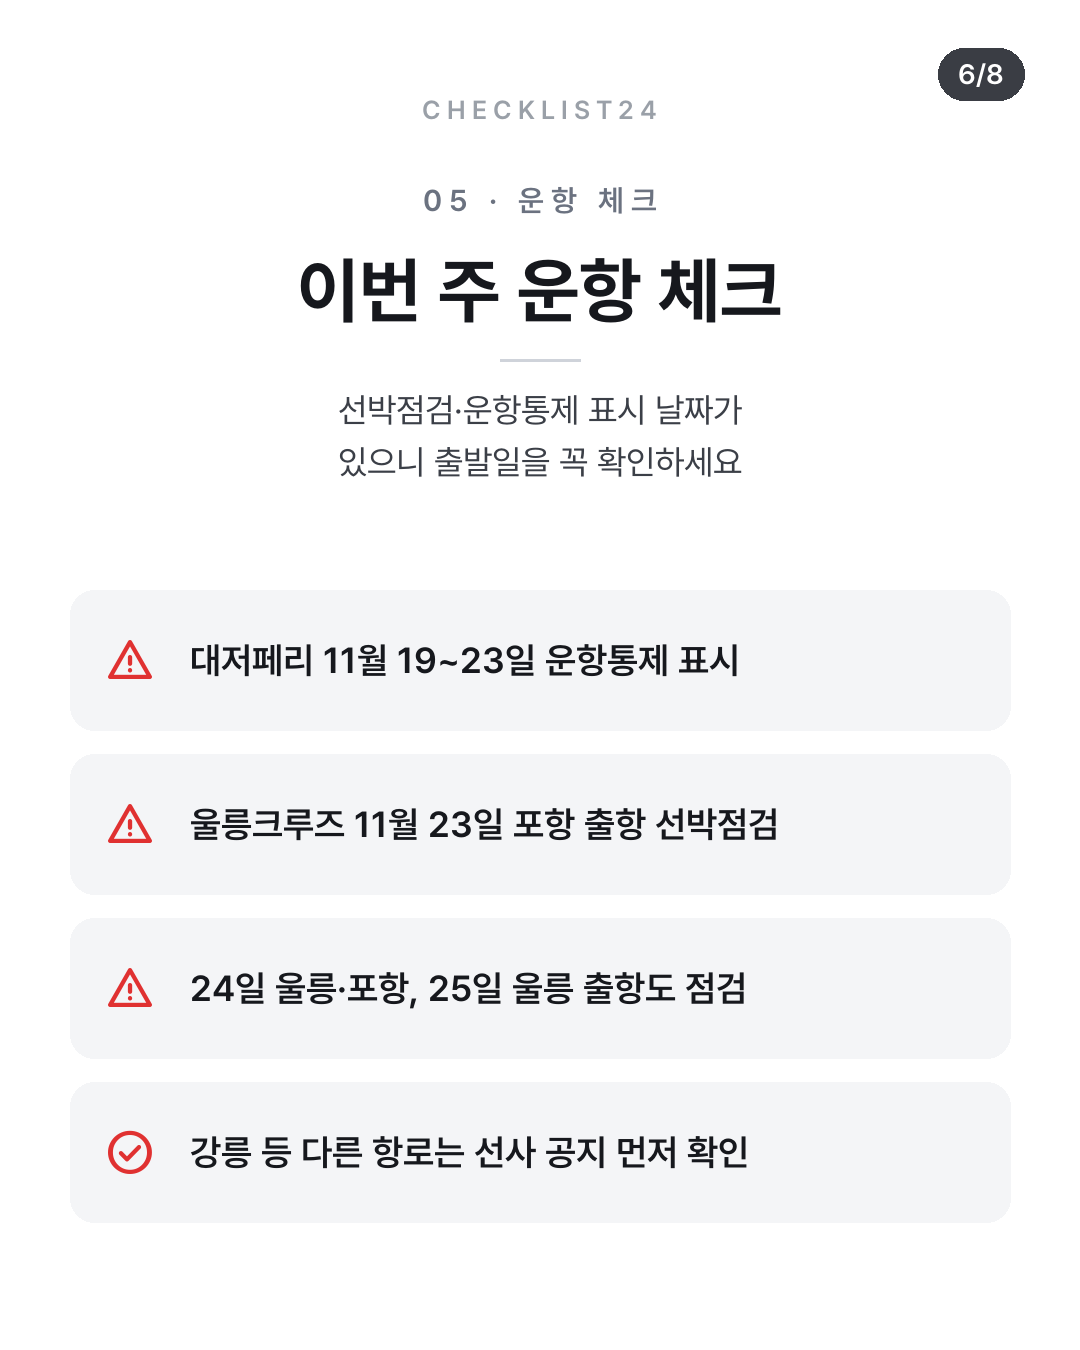 6/8
CHECKLIST24
05 · 운항 체크
이번 주 운항 체크
선박점검·운항통제 표시 날짜가
있으니 출발일을 꼭 확인하세요
대저페리 11월 19~23일 운항통제 표시
울릉크루즈 11월 23일 포항 출항 선박점검
24일 울릉·포항, 25일 울릉 출항도 점검
강릉 등 다른 항로는 선사 공지 먼저 확인